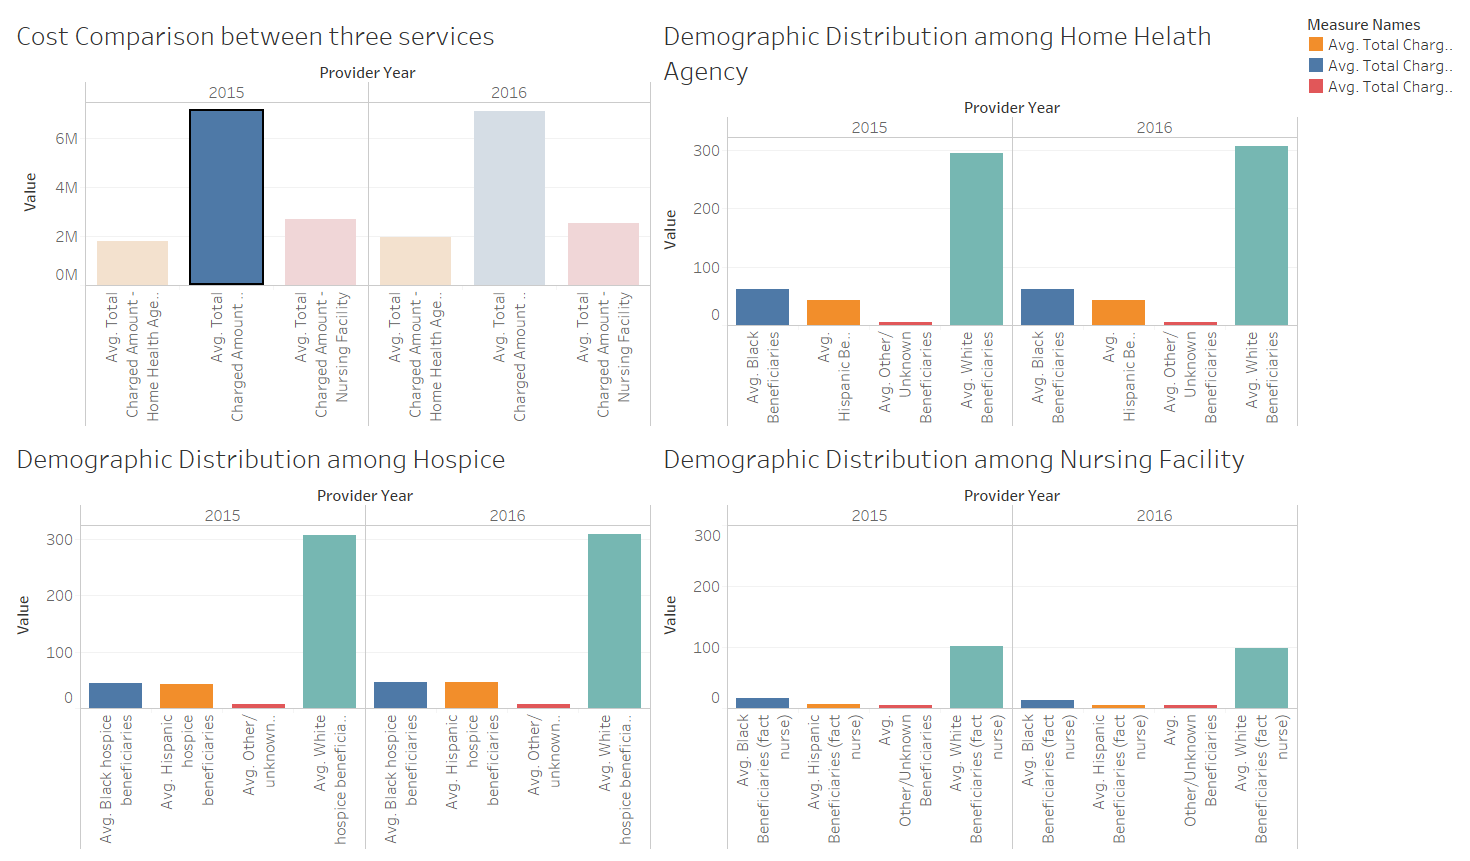 Cost Comparison between three services
Provider Year
2015
2016
Value
6M
4M
2M
0M
Avg. Total
Charged Amount -
Home Health Age..
Avg. Total
Charged Amount ..
Avg. Total
Charged Amount -
Nursing Facility
Avg. Total
Charged Amount -
Home Health Age..
Avg. Total
Charged Amount ..
Avg. Total
Charged Amount -
Nursing Facility
Demographic Distribution among Home Helath
Agency
Provider Year
2015
2016
Value
300
200
100
0
Avg. Black
Beneficiaries
Avg.
Hispanic Be..
Avg. Other/
Unknown
Beneficiaries
Avg. White
Beneficiaries
Avg. Black
Beneficiaries
Avg.
Hispanic Be..
Avg. Other/
Unknown
Beneficiaries
Avg. White
Beneficiaries
Measure Names
Avg. Total Charg..
Avg. Total Charg..
Avg. Total Charg..
Demographic Distribution among Hospice
Provider Year
2015
2016
Value
300
200
100
0
Avg. Black hospice
beneficiaries
Avg. Hispanic
hospice
beneficiaries
Avg. Other/
unknown..
Avg. White
hospice beneficia..
Avg. Black hospice
beneficiaries
Avg. Hispanic
hospice
beneficiaries
Avg. Other/
unknown..
Avg. White
hospice beneficia..
Demographic Distribution among Nursing Facility
Provider Year
2015
2016
Value
300
200
100
0
Avg. Black
Beneficiaries (fact
nurse)
Avg. Hispanic
Beneficiaries (fact
nurse)
Avg.
Other/Unknown
Beneficiaries
Avg. White
Beneficiaries (fact
nurse)
Avg. Black
Beneficiaries (fact
nurse)
Avg. Hispanic
Beneficiaries (fact
nurse)
Avg.
Other/Unknown
Beneficiaries
Avg. White
Beneficiaries (fact
nurse)